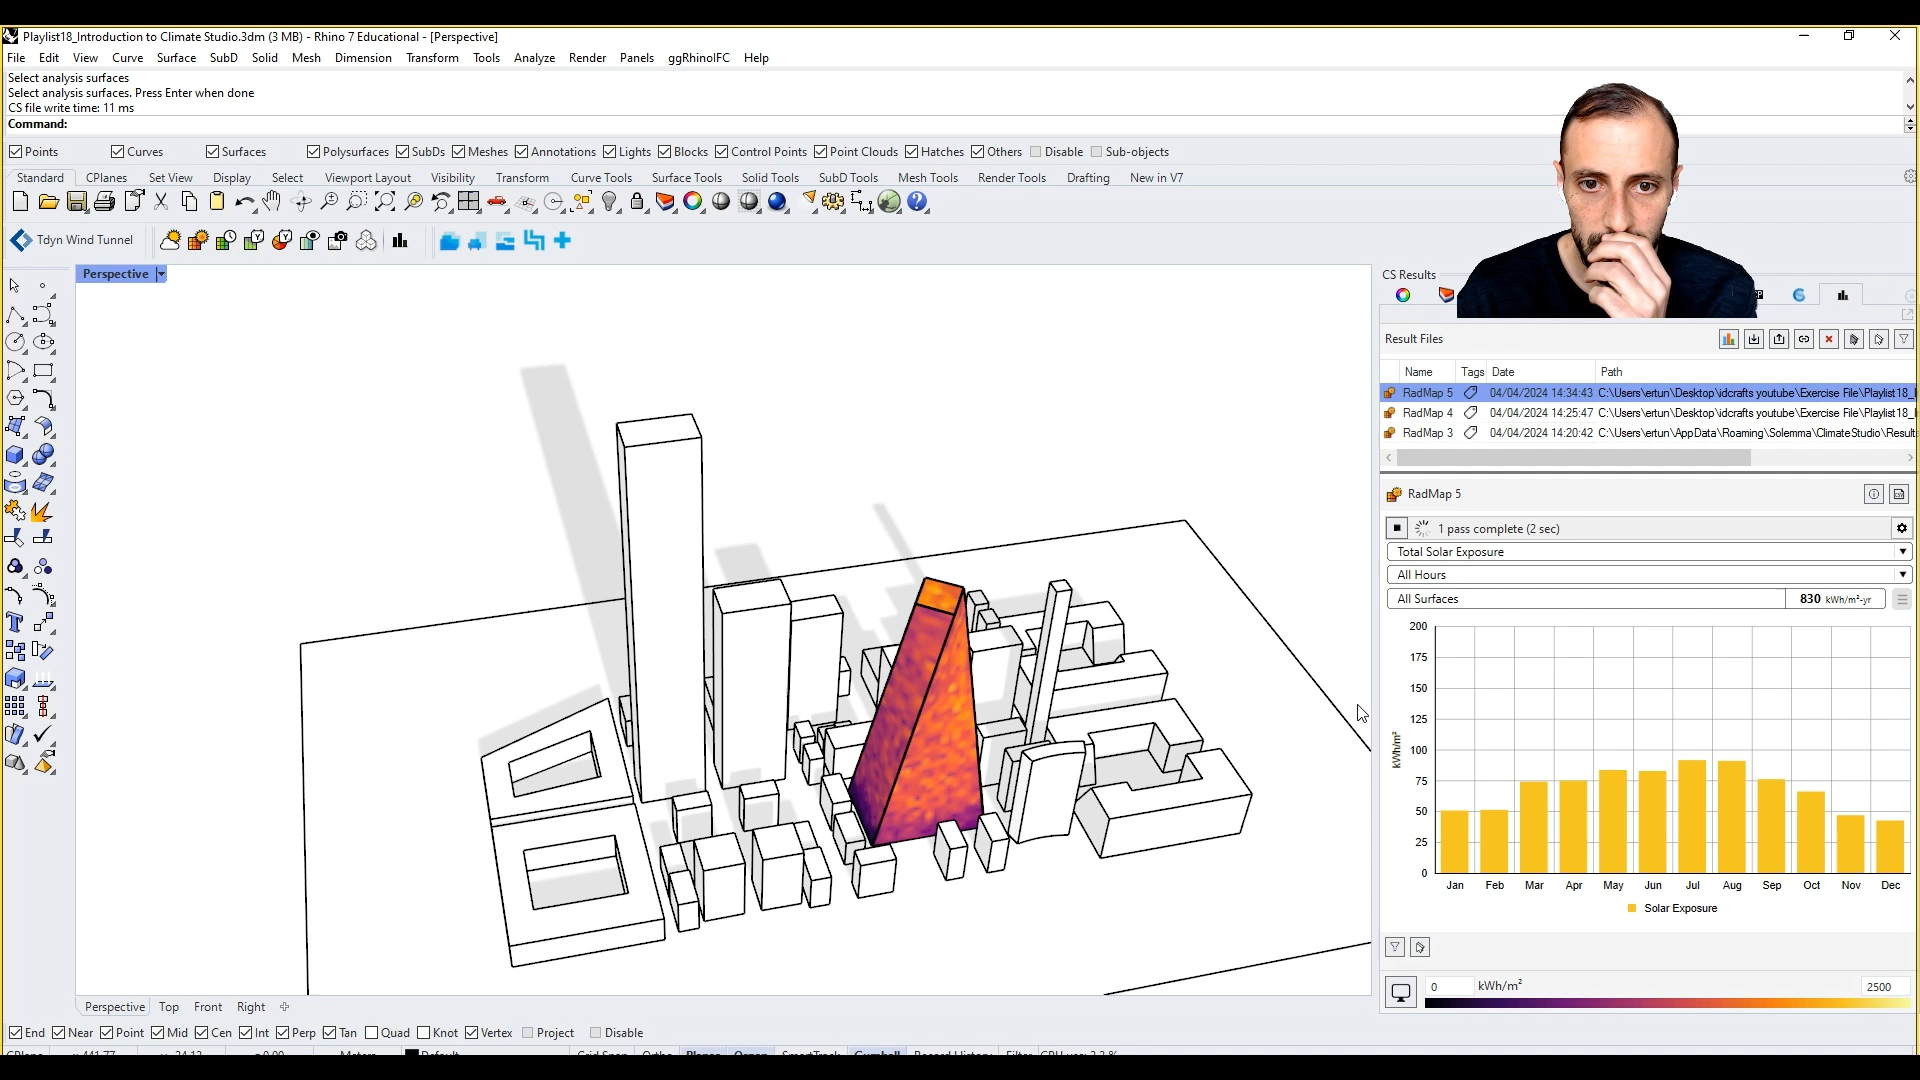 Playlist18_Introduction to Climate Studio.3dm (3 MB) - Rhino 7 Educational - [Perspective]
File Edit View Curve Surface SubD Solid Mesh Dimension Transform Tools Analyze Render Panels ggRhinoIFC Help
Select analysis surfaces
Select analysis surfaces. Press Enter when done
CS file write time: 11 ms
Command:
Points Curves Surfaces Polysurfaces SubDs Meshes Annotations Lights Blocks Control Points Point Clouds Hatches Others Disable Sub-objects
Standard CPlanes Set View Display Select Viewport Layout Visibility Transform Curve Tools Surface Tools Solid Tools SubD Tools Mesh Tools Render Tools Drafting New in V7
Tdyn Wind Tunnel
Perspective
CS Results
Result Files
Name Tags Date Path
RadMap 5 04/04/2024 14:34:43 C:\Users\ertun\Desktop\idcrafts youtube\Exercise File\Playlist18_
RadMap 4 04/04/2024 14:25:47 C:\Users\ertun\Desktop\idcrafts youtube\Exercise File\Playlist18_
RadMap 3 04/04/2024 14:20:42 C:\Users\ertun\AppData\Roaming\Solemma\ClimateStudio\Result
RadMap 5
1 pass complete (2 sec)
Total Solar Exposure
All Hours
All Surfaces 830 kWh/m²-yr
200
175
150
125
100
75
50
25
0
kWh/m²
Jan Feb Mar Apr May Jun Jul Aug Sep Oct Nov Dec
Solar Exposure
0 kWh/m² 2500
Perspective Top Front Right
End Near Point Mid Cen Int Perp Tan Quad Knot Vertex Project Disable